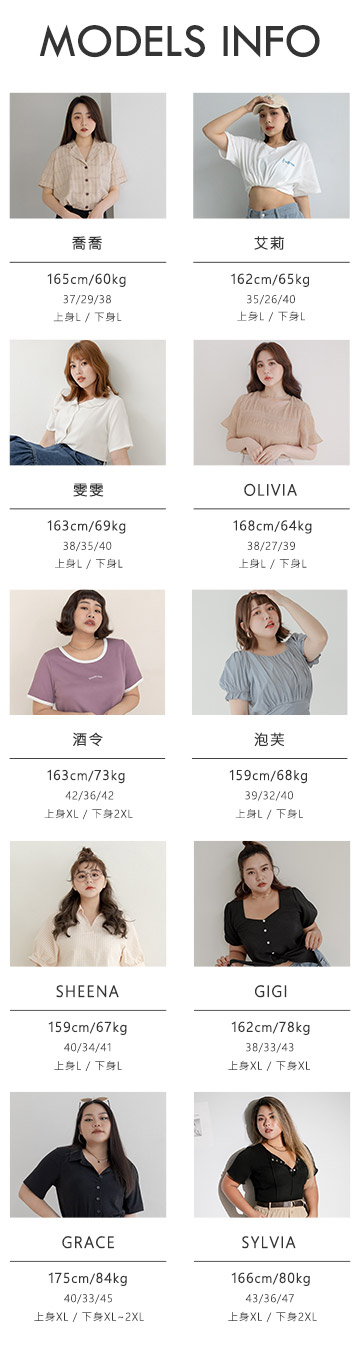 MODELS INFO
喬喬
165cm/60kg
37/29/38
上身L / 下身L
艾莉
162cm/65kg
35/26/40
上身L / 下身L
雯雯
163cm/69kg
38/35/40
上身L / 下身L
OLIVIA
168cm/64kg
38/27/39
上身L / 下身L
酒令
163cm/73kg
42/36/42
上身XL / 下身2XL
泡芙
159cm/68kg
39/32/40
上身L / 下身L
SHEENA
159cm/67kg
40/34/41
上身L / 下身L
GIGI
162cm/78kg
38/33/43
上身XL / 下身XL
GRACE
175cm/84kg
40/33/45
上身XL / 下身XL~2XL
SYLVIA
166cm/80kg
43/36/47
上身XL / 下身2XL